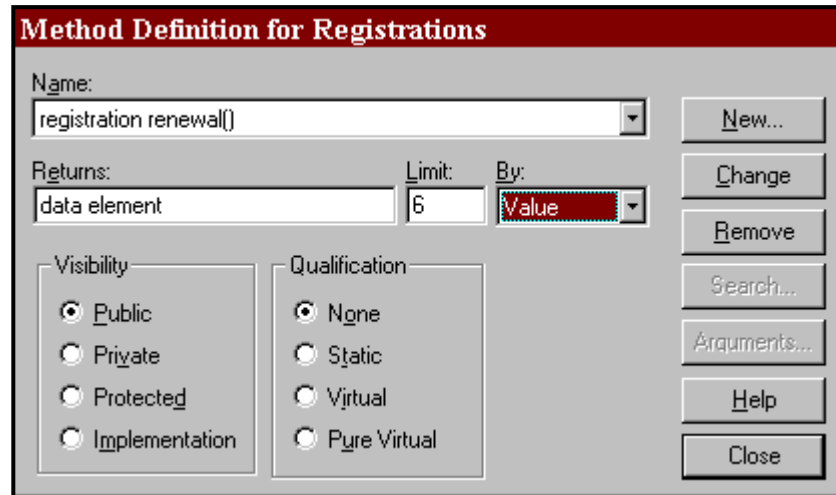 Method Definition for Registrations
Name:
registration renewal()
New...
Returns:
Limit:
By:
data element
6
Value
Change
Remove
Visibility
Qualification
Search...
Public
None
Private
Static
Arguments...
Protected
Virtual
Help
Implementation
Pure Virtual
Close